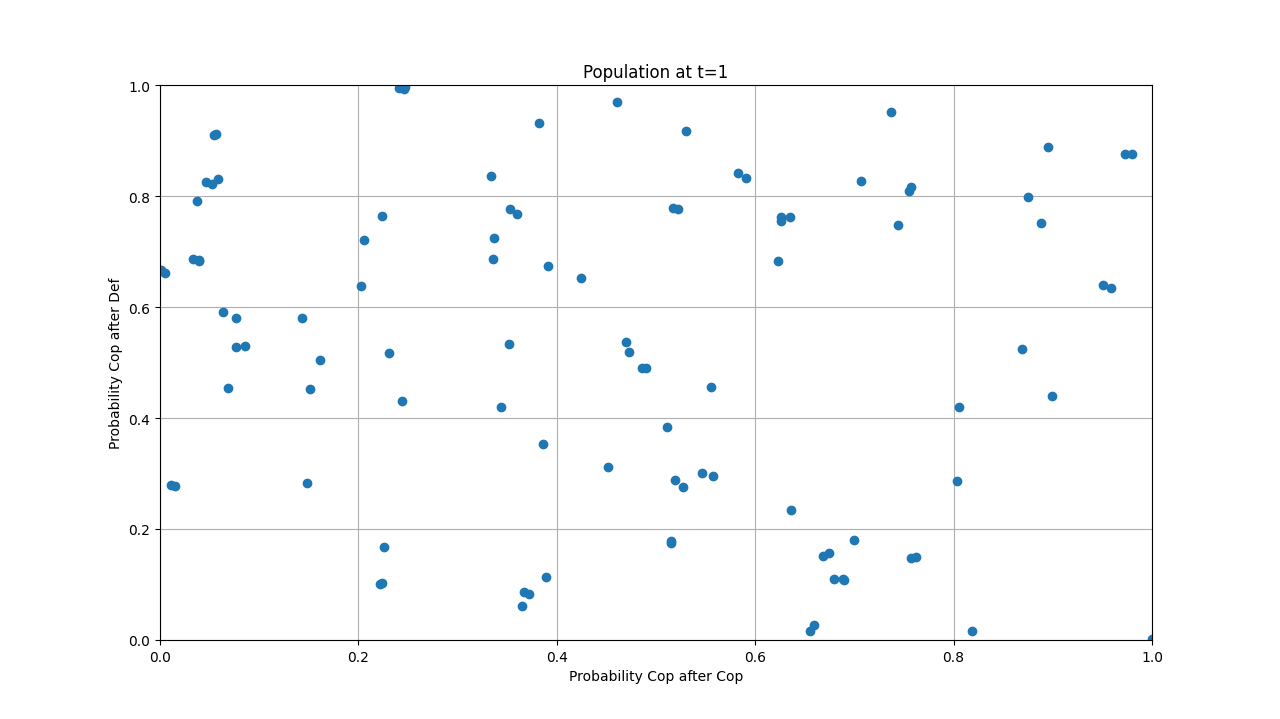 Population at t=1
1.0
0.8
0.6
0.4
0.2
0.0
Probability Cop after Def
0.0 0.2 0.4 0.6 0.8 1.0
Probability Cop after Cop